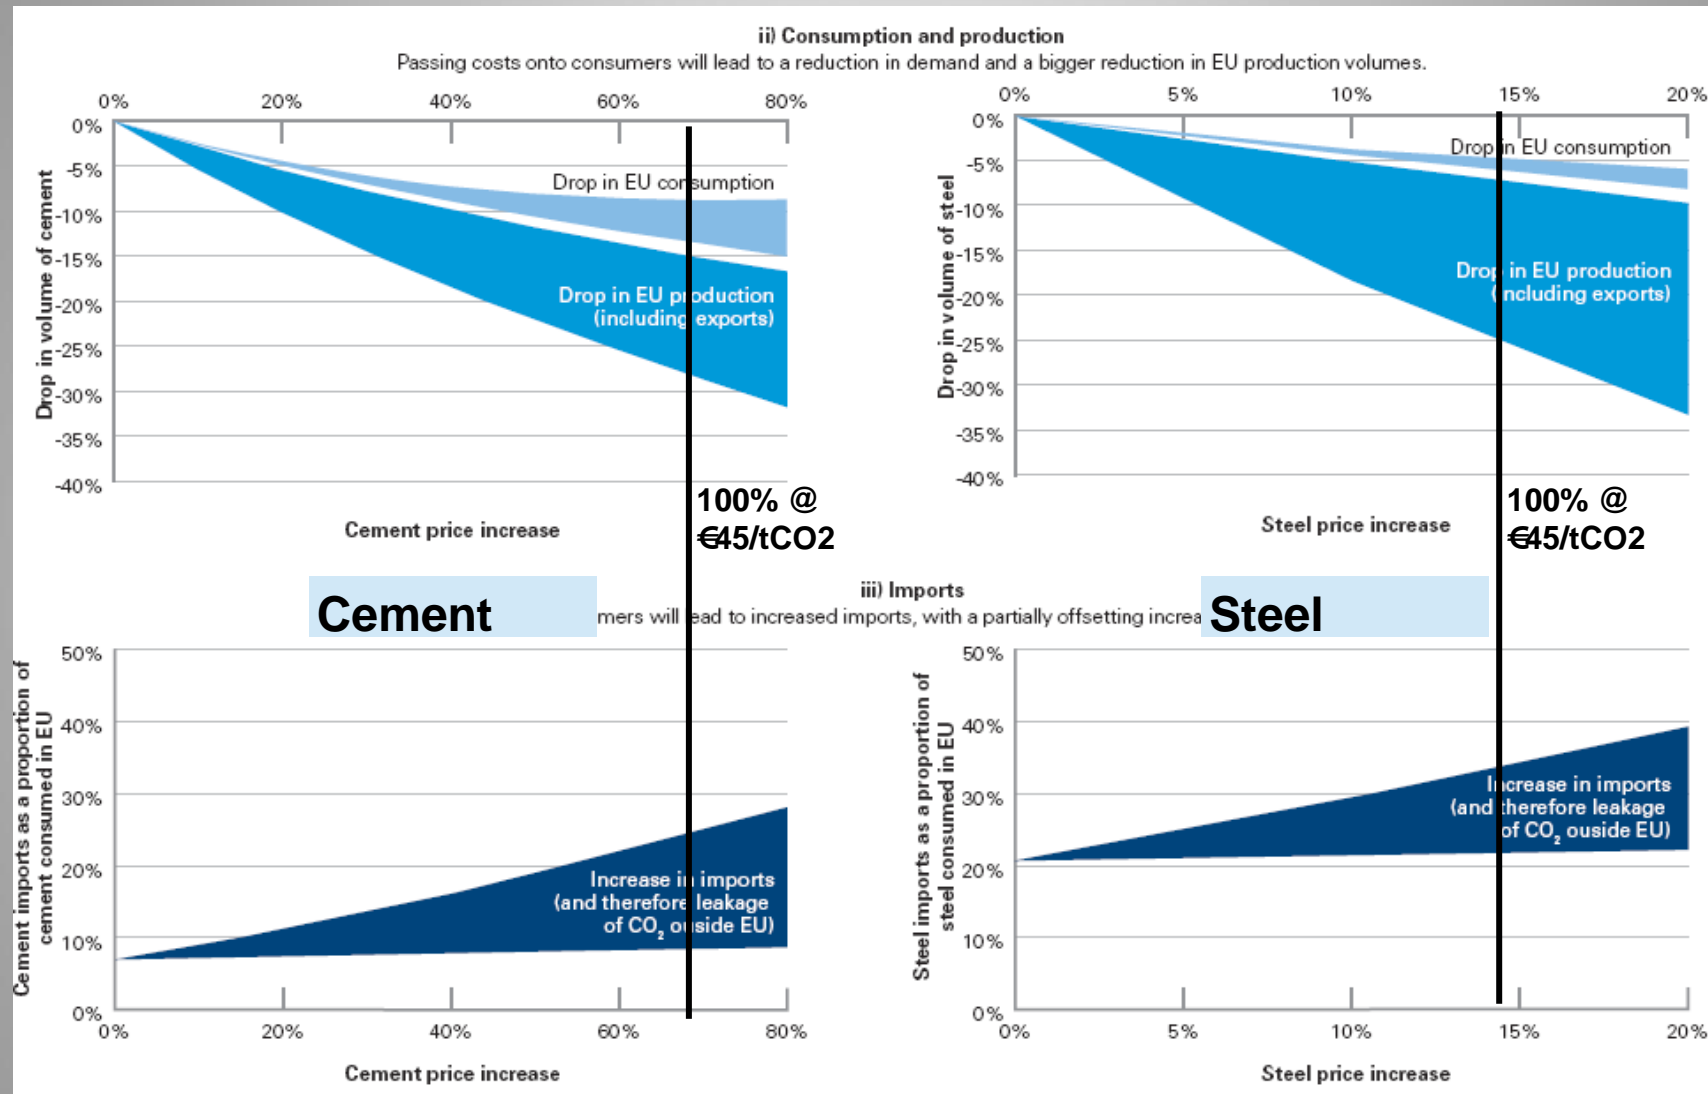 ii) Consumption and production
Passing costs onto consumers will lead to a reduction in demand and a bigger reduction in EU production volumes.
0% 20% 40% 60% 80%
0%
-5%
-10%
-15%
-20%
-25%
-30%
-35%
-40%
Drop in volume of cement
Drop in EU consumption
Drop in EU production
(including exports)
Cement price increase
100% @
€45/tCO2
0% 5% 10% 15% 20%
0%
-5%
-10%
-15%
-20%
-25%
-30%
-35%
-40%
Drop in volume of steel
Drop in EU consumption
Drop in EU production
(including exports)
Steel price increase
100% @
€45/tCO2
iii) Imports
Cement
mers will lead to increased imports, with a partially offsetting increa
Steel
50%
40%
30%
20%
10%
0%
Cement imports as a proportion of
cement consumed in EU
Increase in imports
(and therefore leakage
of CO₂ ouside EU)
0% 20% 40% 60% 80%
Cement price increase
50%
40%
30%
20%
10%
0%
Steel imports as a proportion of
steel consumed in EU
Increase in imports
(and therefore leakage
of CO₂ ouside EU)
0% 5% 10% 15% 20%
Steel price increase